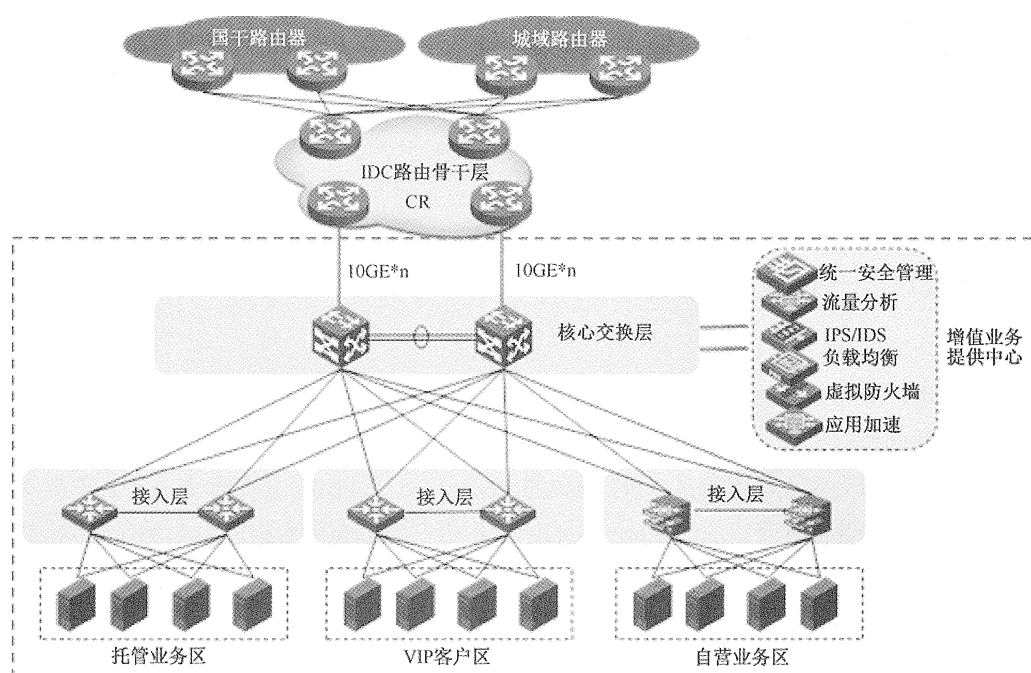 国干路由器
城域路由器
IDC路由骨干层
CR
10GE*n
10GE*n
核心交换层
统一安全管理
流量分析
IPS/IDS
负载均衡
虚拟防火墙
应用加速
增值业务
提供中心
接入层
接入层
接入层
托管业务区
VIP客户区
自营业务区